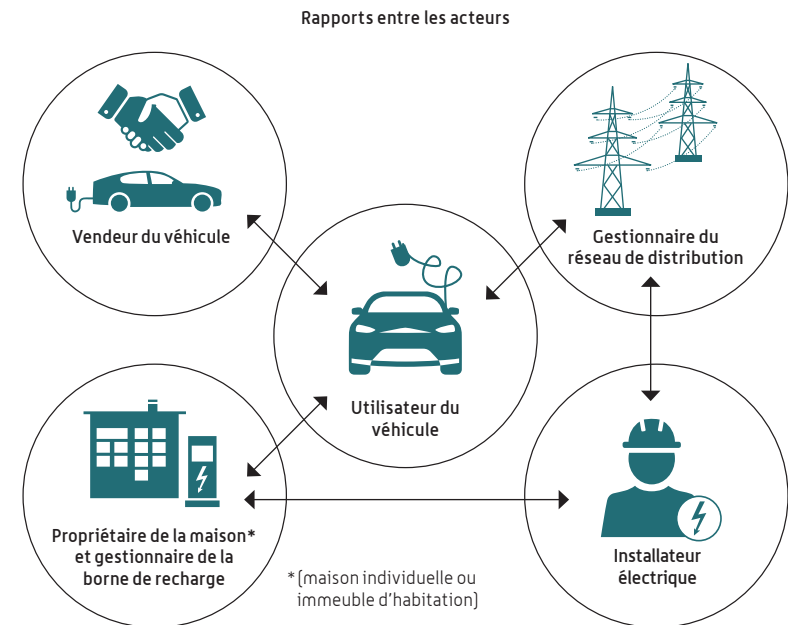 Rapports entre les acteurs
Vendeur du véhicule
Gestionnaire du
réseau de distribution
Utilisateur du
véhicule
Propriétaire de la maison*
et gestionnaire de la
borne de recharge
* (maison individuelle ou
immeuble d’habitation)
Installateur
électrique